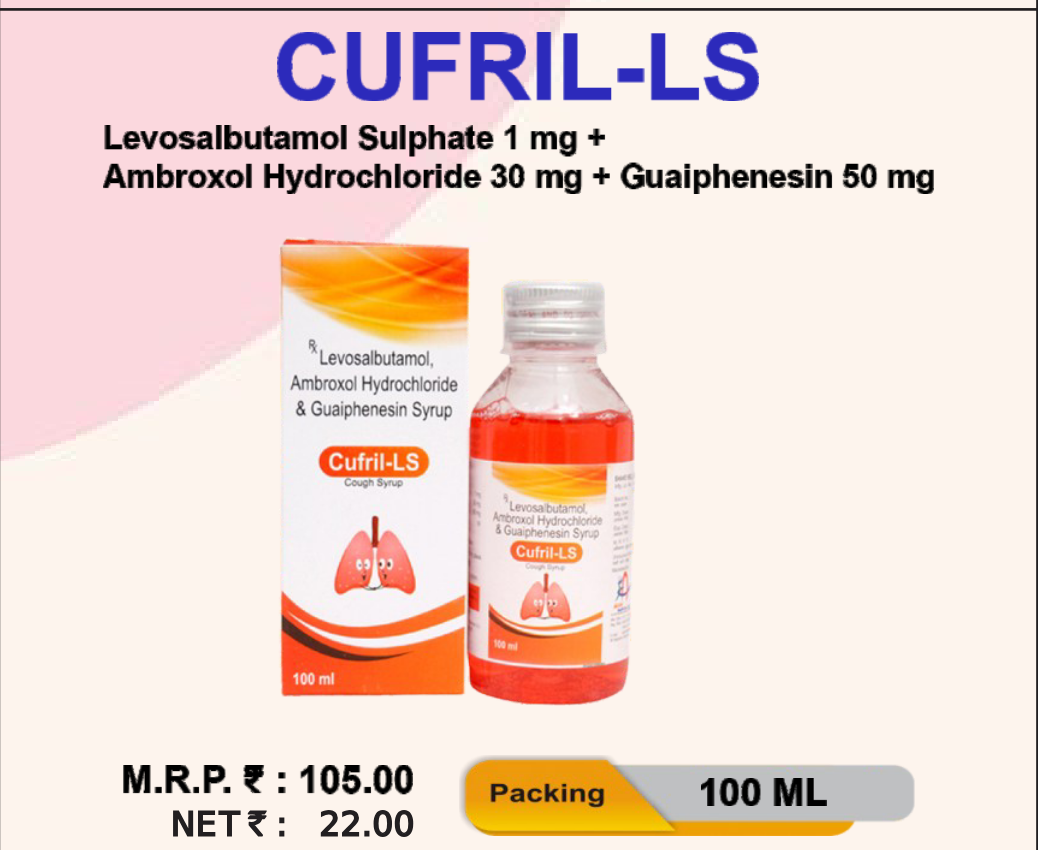 CUFRIL-LS
Levosalbutamol Sulphate 1 mg +
Ambroxol Hydrochloride 30 mg + Guaiphenesin 50 mg
Rx Levosalbutamol,
Ambroxol Hydrochloride
& Guaiphenesin Syrup
Cufril-LS
Cough Syrup
100 ml
Rx Levosalbutamol,
Ambroxol Hydrochloride
& Guaiphenesin Syrup
Cufril-LS
Cough Syrup
100 ml
M.R.P. ₹ : 105.00
NET ₹ : 22.00
Packing
100 ML